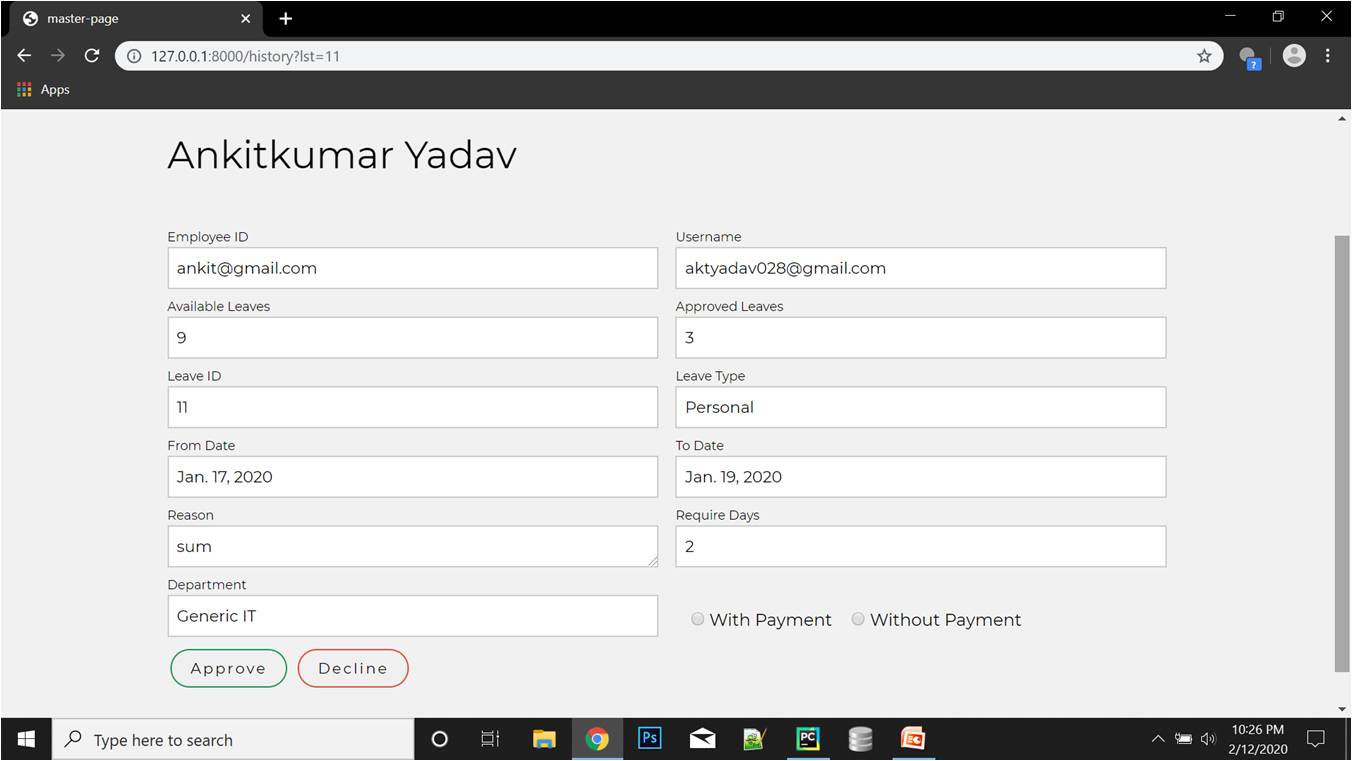 master-page
127.0.0.1:8000/history?lst=11
Apps
Ankitkumar Yadav
Employee ID Username
ankit@gmail.com aktyadav028@gmail.com
Available Leaves Approved Leaves
9 3
Leave ID Leave Type
11 Personal
From Date To Date
Jan. 17, 2020 Jan. 19, 2020
Reason Require Days
sum 2
Department
Generic IT With Payment Without Payment
Approve Decline
Type here to search Ps PC 10:26 PM
2/12/2020